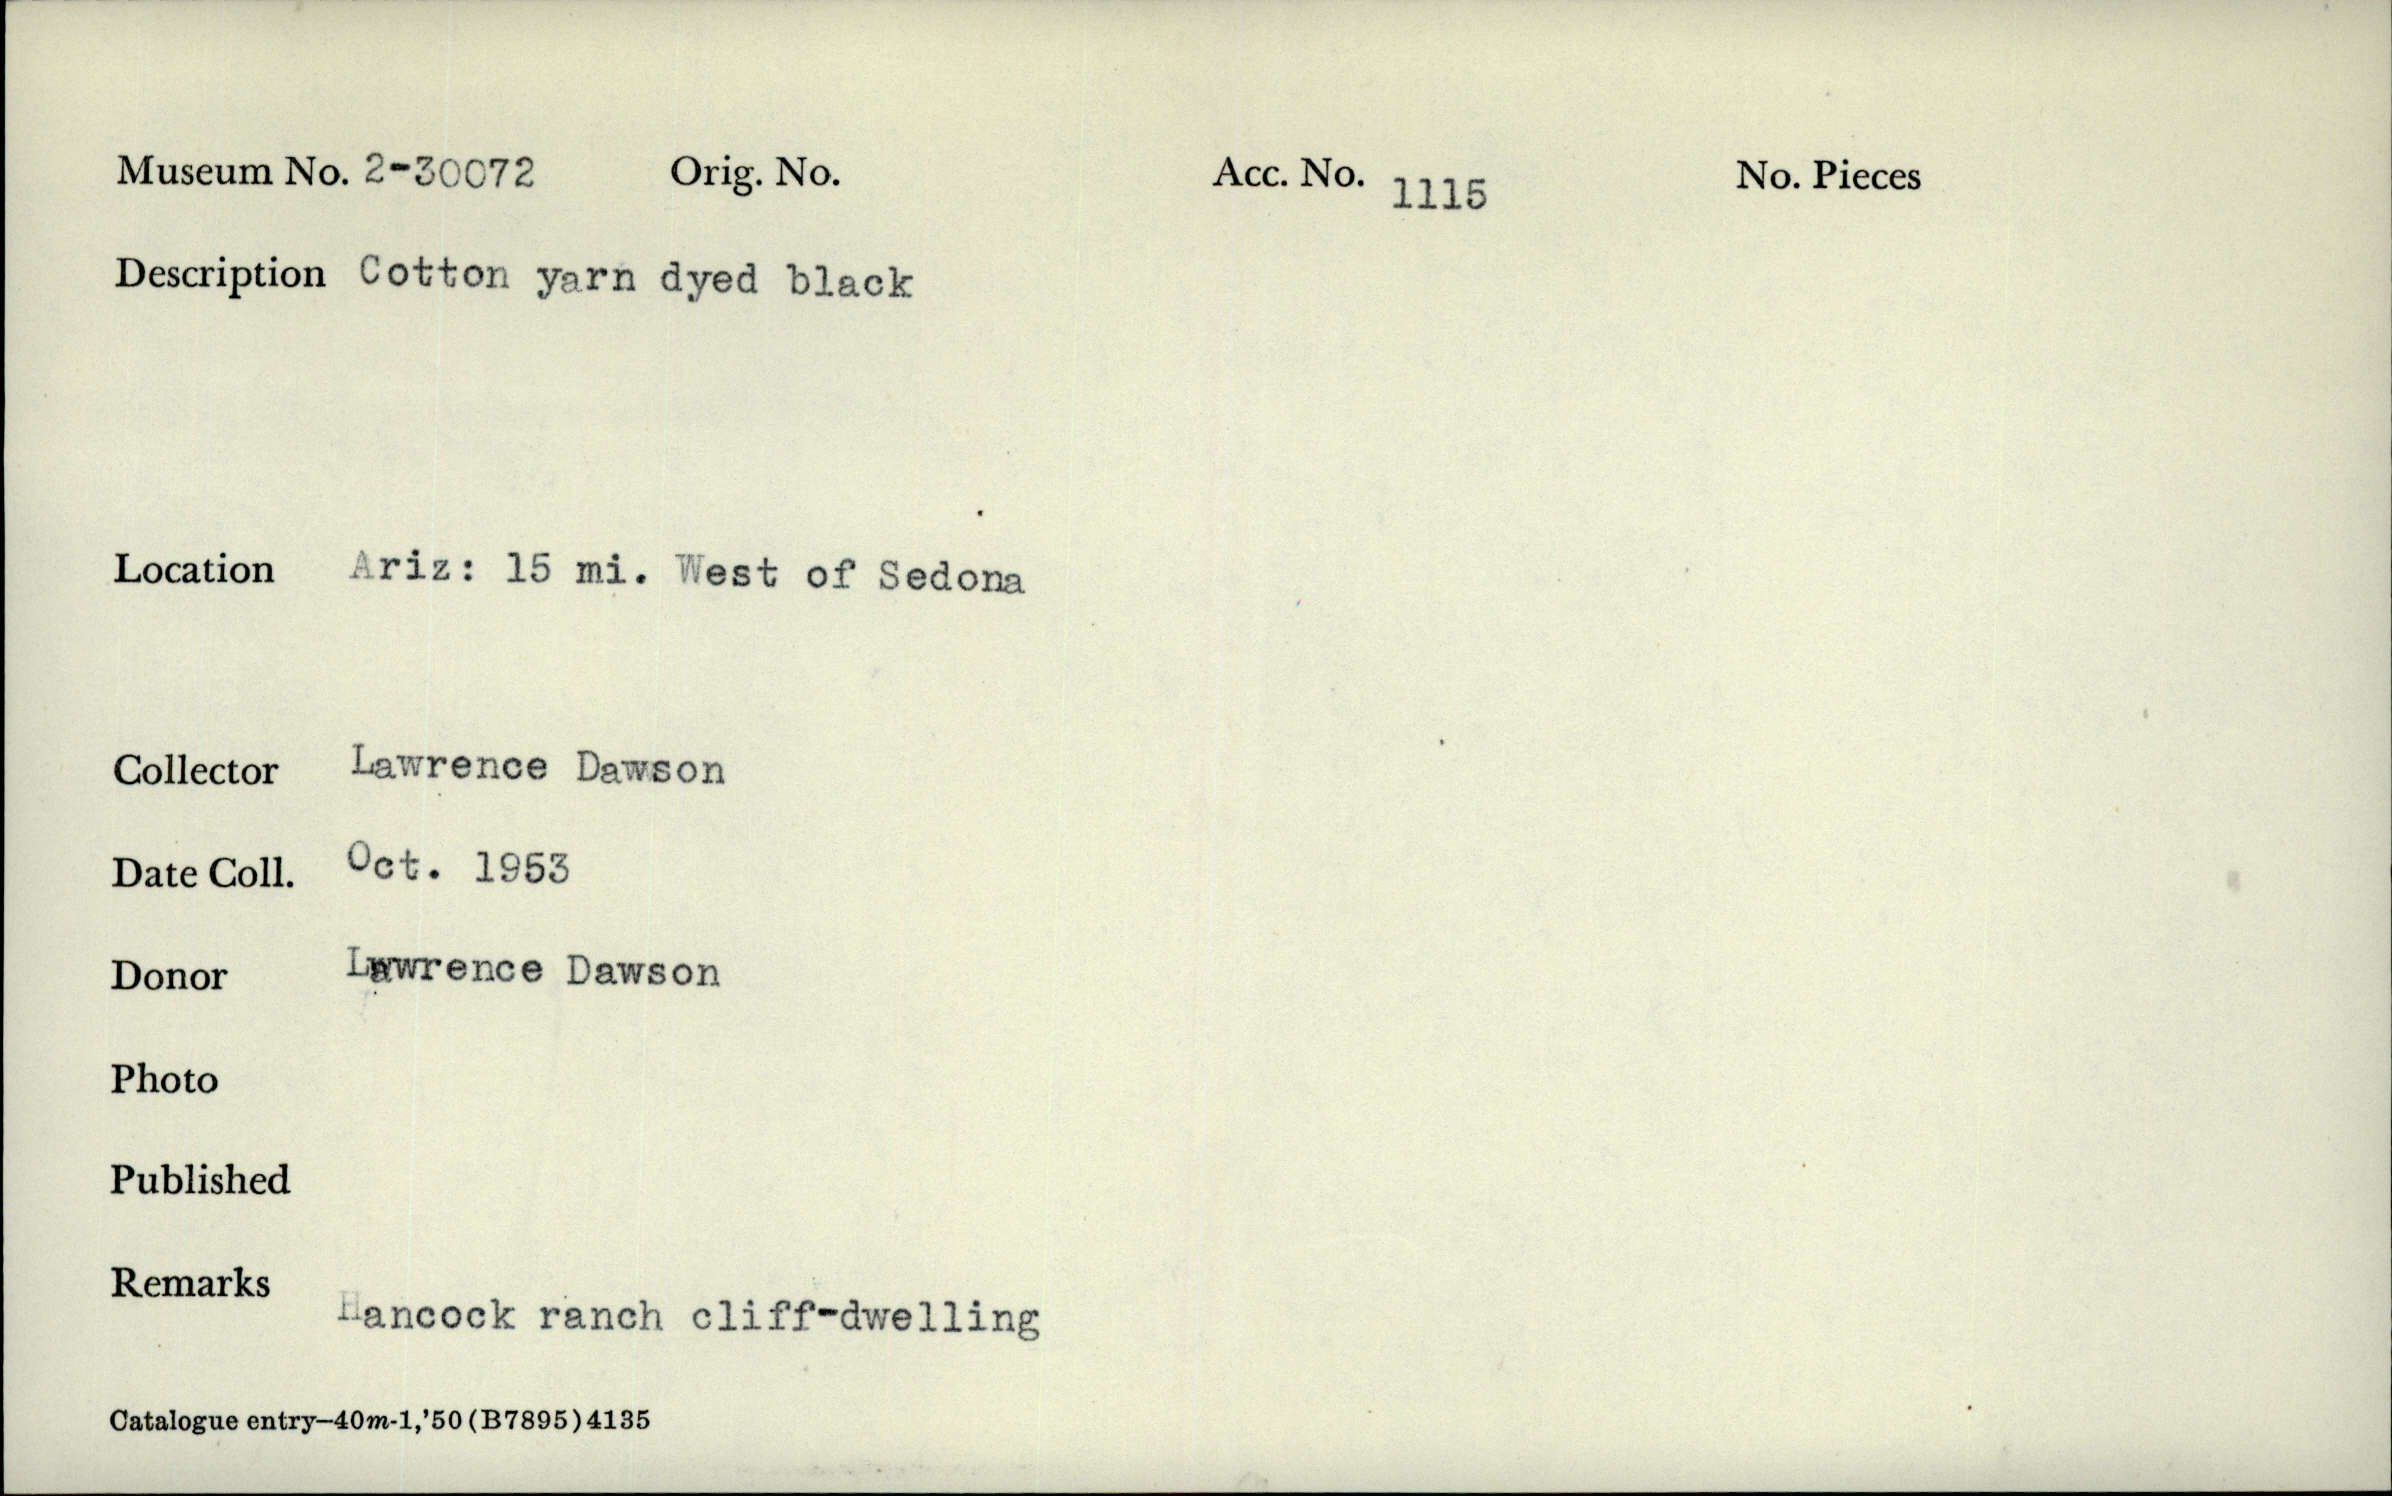 Museum No. 2-30072 Orig. No. Acc. No. 1115 No. Pieces
Description Cotton yarn dyed black
Location Ariz: 15 mi. West of Sedona
Collector Lawrence Dawson
Date Coll. Oct. 1953
Donor Lawrence Dawson
Photo
Published
Remarks
Hancock ranch cliff-dwelling
Catalogue entry—40m-1,'50 (B7895) 4135